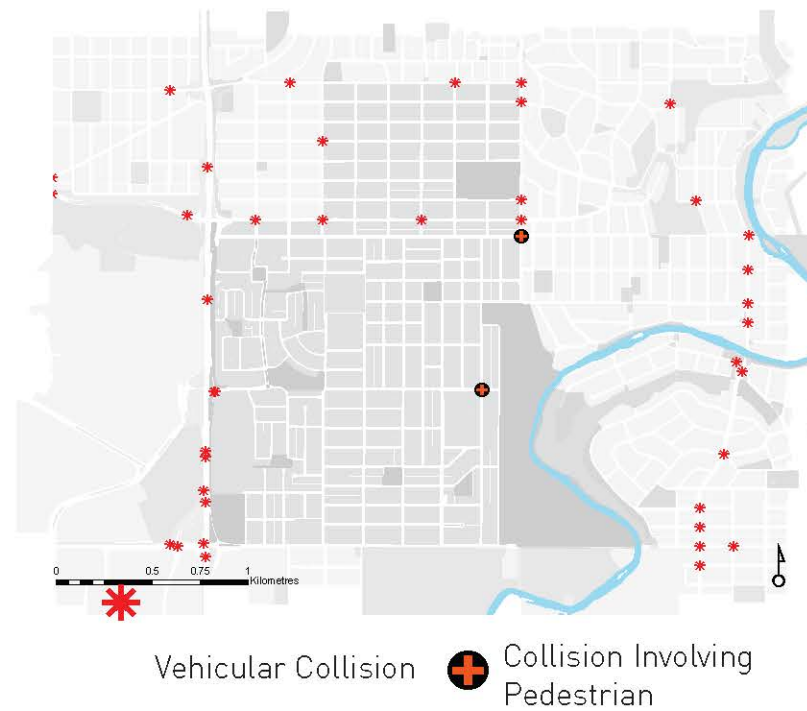 0 0.5 0.75 1
Kilometres
Vehicular Collision
Collision Involving
Pedestrian